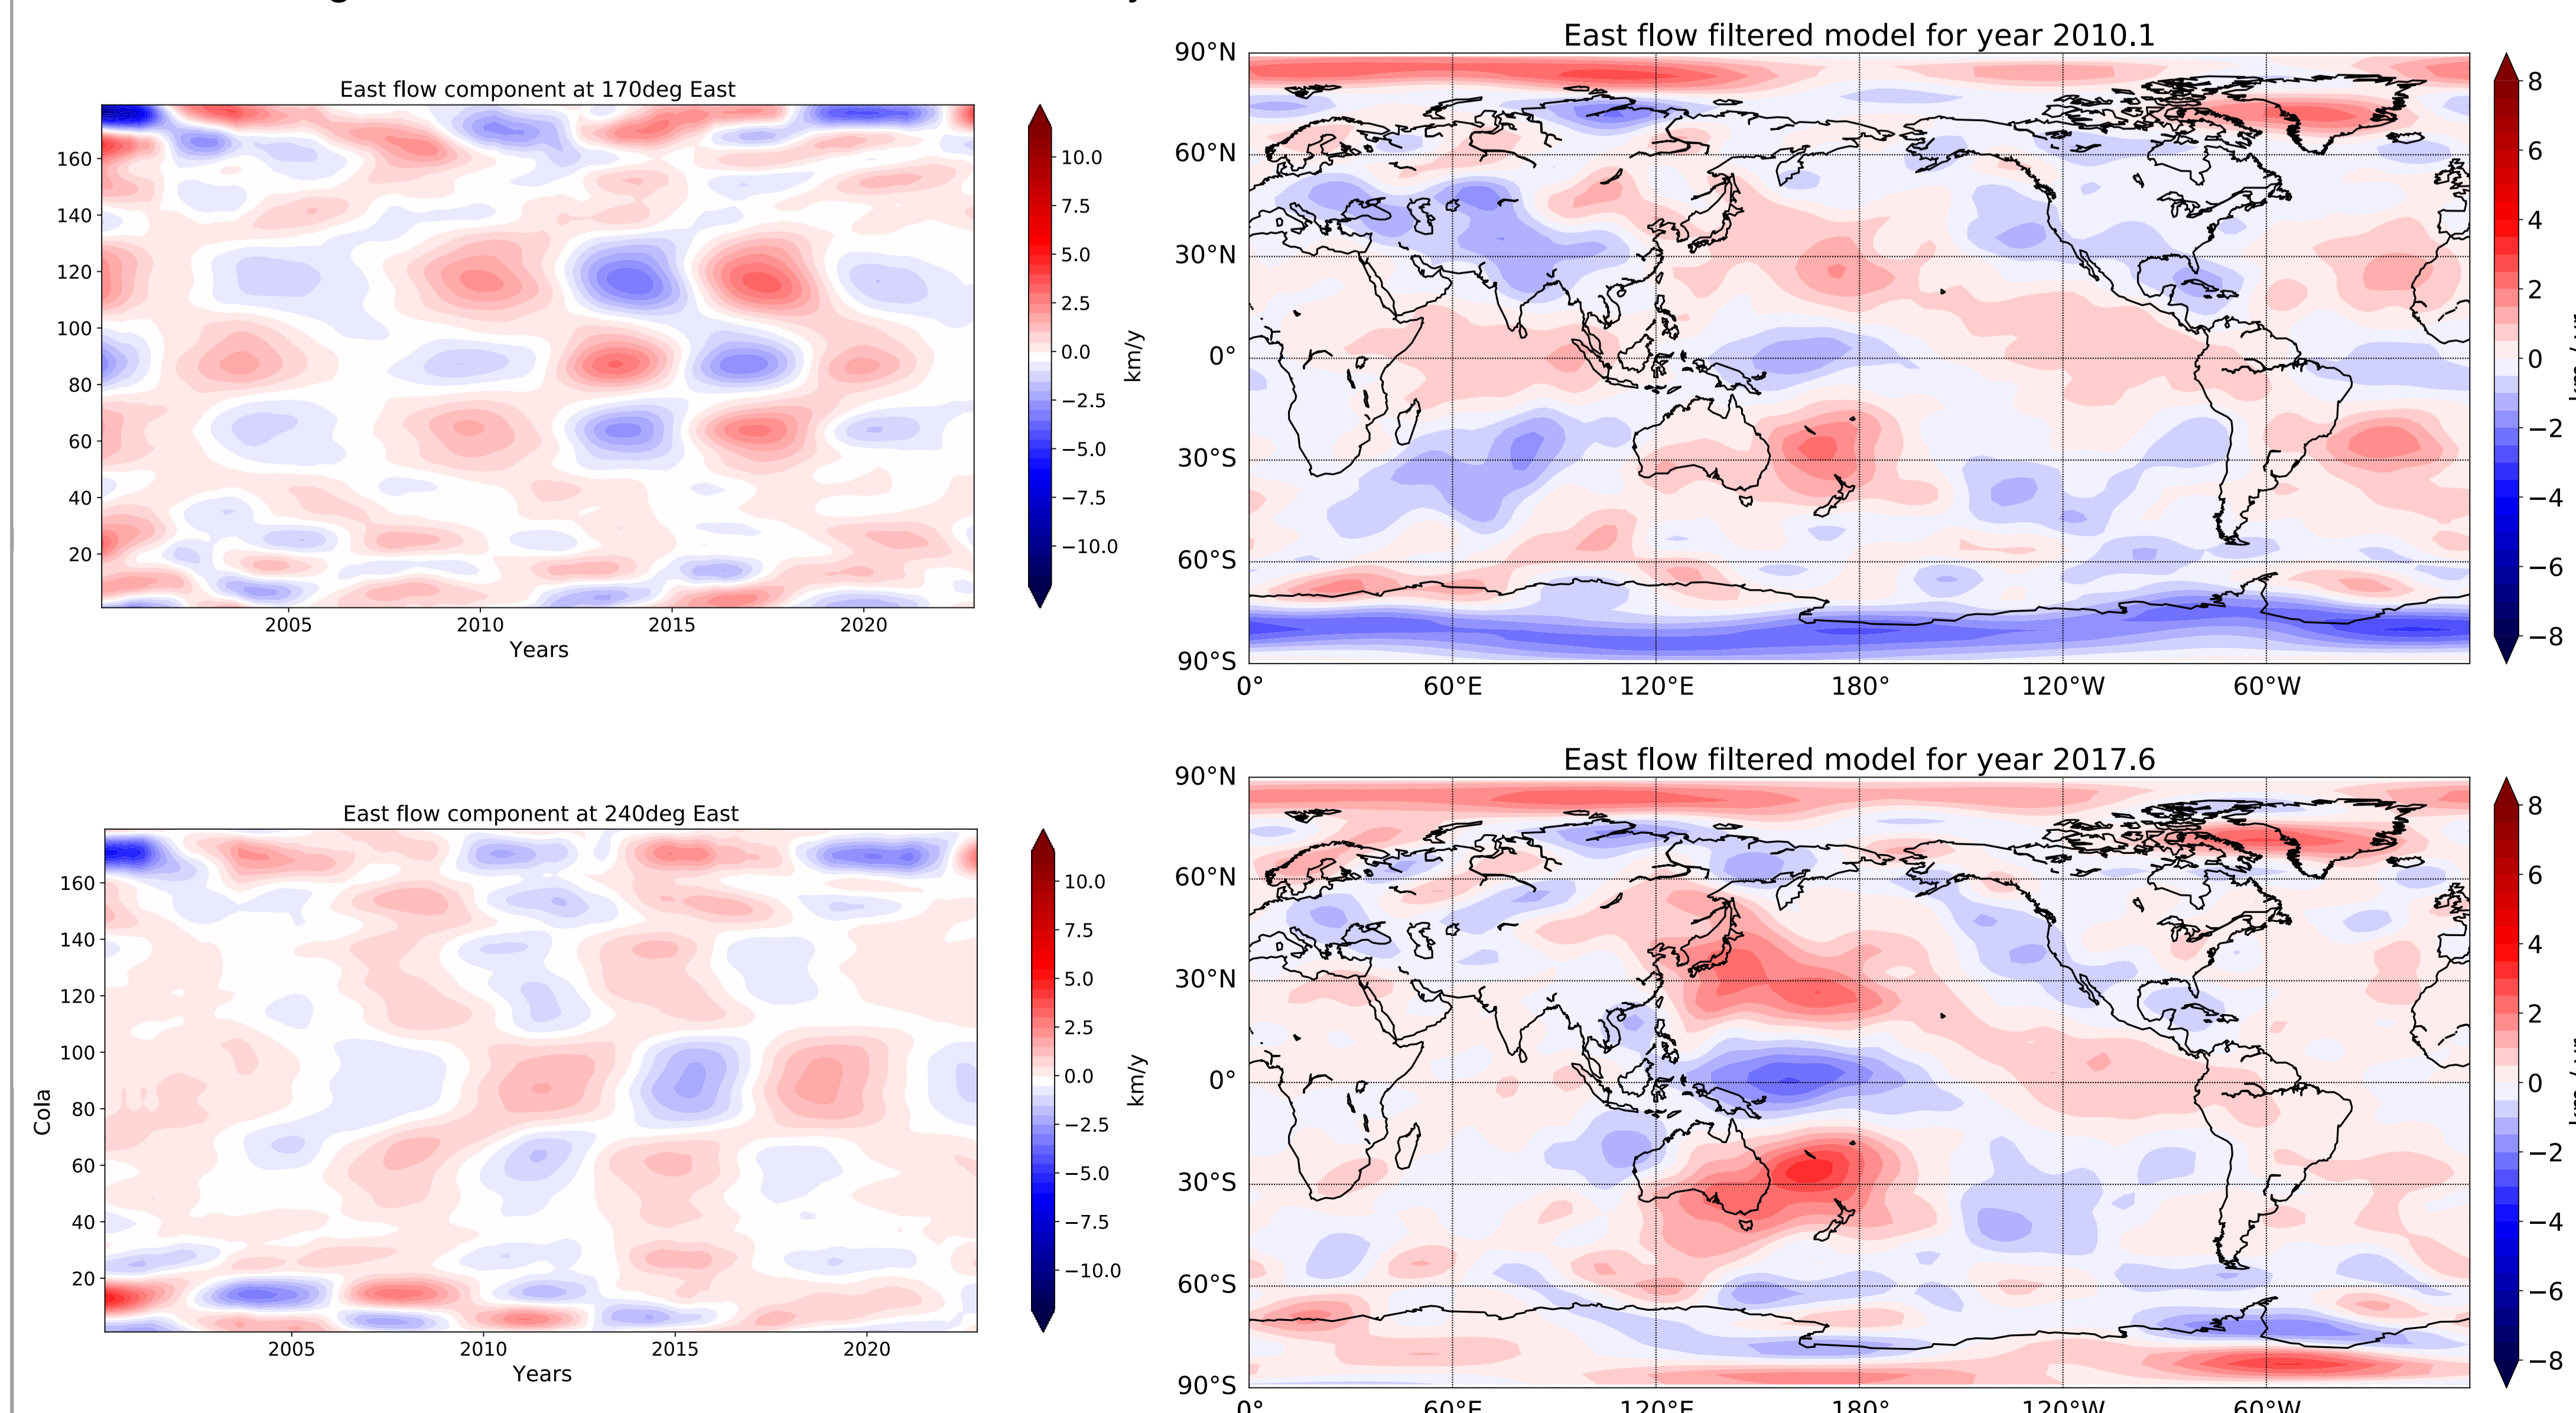 East flow component at 170deg East
160
140
120
100
80
60
40
20
2005
2010
2015
2020
Years
10.0
7.5
5.0
2.5
0.0
−2.5
−5.0
−7.5
−10.0
km/y
East flow filtered model for year 2010.1
90°N
60°N
30°N
0°
30°S
60°S
90°S
0°
60°E
120°E
180°
120°W
60°W
8
6
4
2
0
−2
−4
−6
−8
East flow component at 240deg East
Cola
160
140
120
100
80
60
40
20
2005
2010
2015
2020
Years
10.0
7.5
5.0
2.5
0.0
−2.5
−5.0
−7.5
−10.0
km/y
East flow filtered model for year 2017.6
90°N
60°N
30°N
0°
30°S
60°S
90°S
0°
60°E
120°E
180°
120°W
60°W
8
6
4
2
0
−2
−4
−6
−8